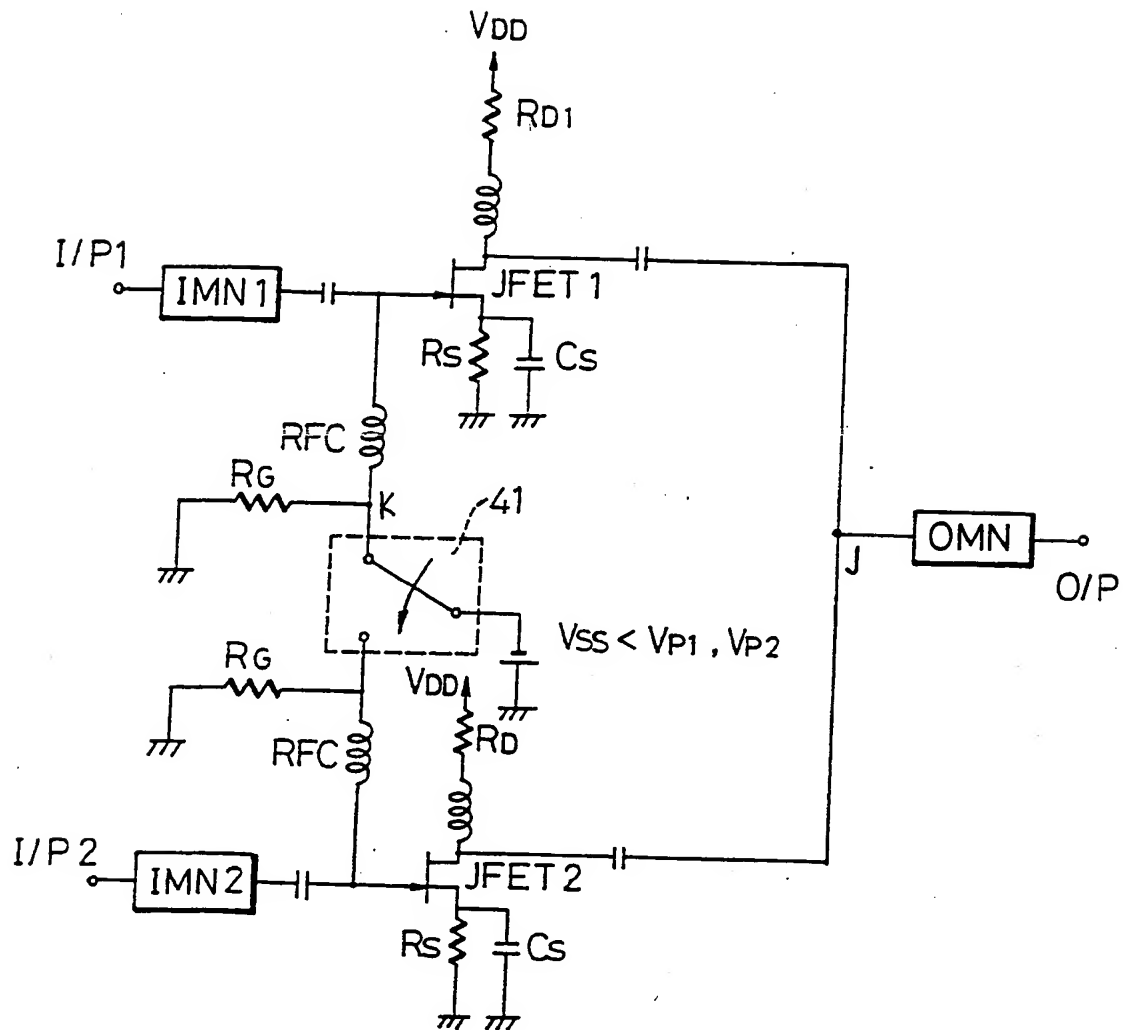 VDD
RD1
I/P1
IMN1
JFET1
RS
CS
RFC
RG
K
41
OMN
J
O/P
VSS < VP1 , VP2
RG
VDD
RD
RFC
I/P2
IMN2
JFET2
RS
CS